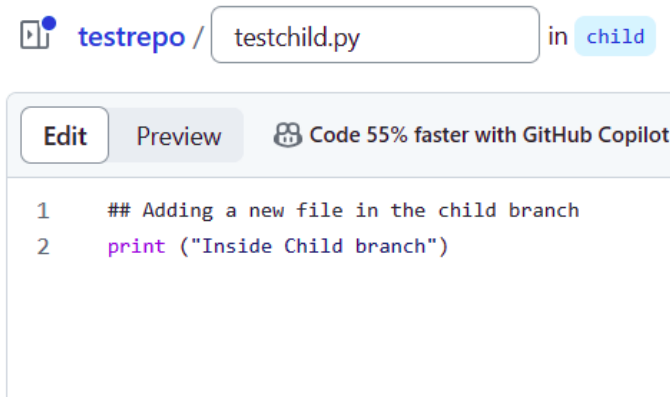 testrepo / testchild.py in child
Edit Preview Code 55% faster with GitHub Copilot
1 ## Adding a new file in the child branch
2 print ("Inside Child branch")